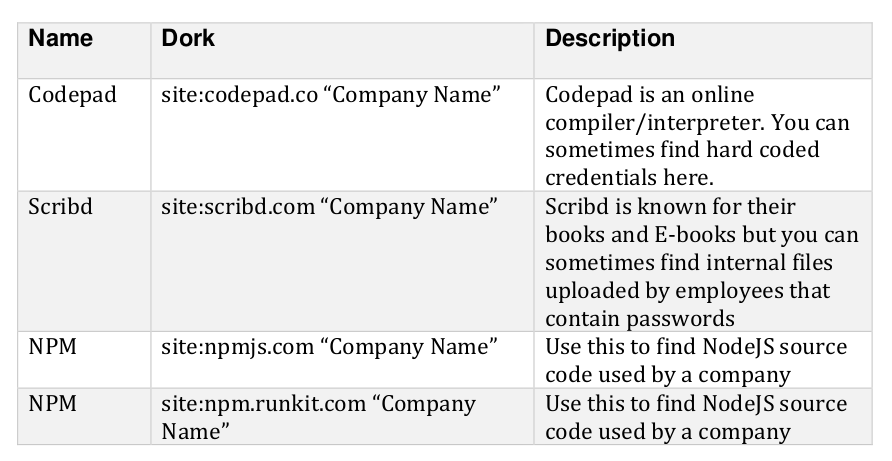 Name Dork Description
Codepad site:codepad.co “Company Name” Codepad is an online
compiler/interpreter. You can
sometimes find hard coded
credentials here.
Scribd site:scribd.com “Company Name” Scribd is known for their
books and E-books but you can
sometimes find internal files
uploaded by employees that
contain passwords
NPM site:npmjs.com “Company Name” Use this to find NodeJS source
code used by a company
NPM site:npm.runkit.com “Company Use this to find NodeJS source
Name” code used by a company